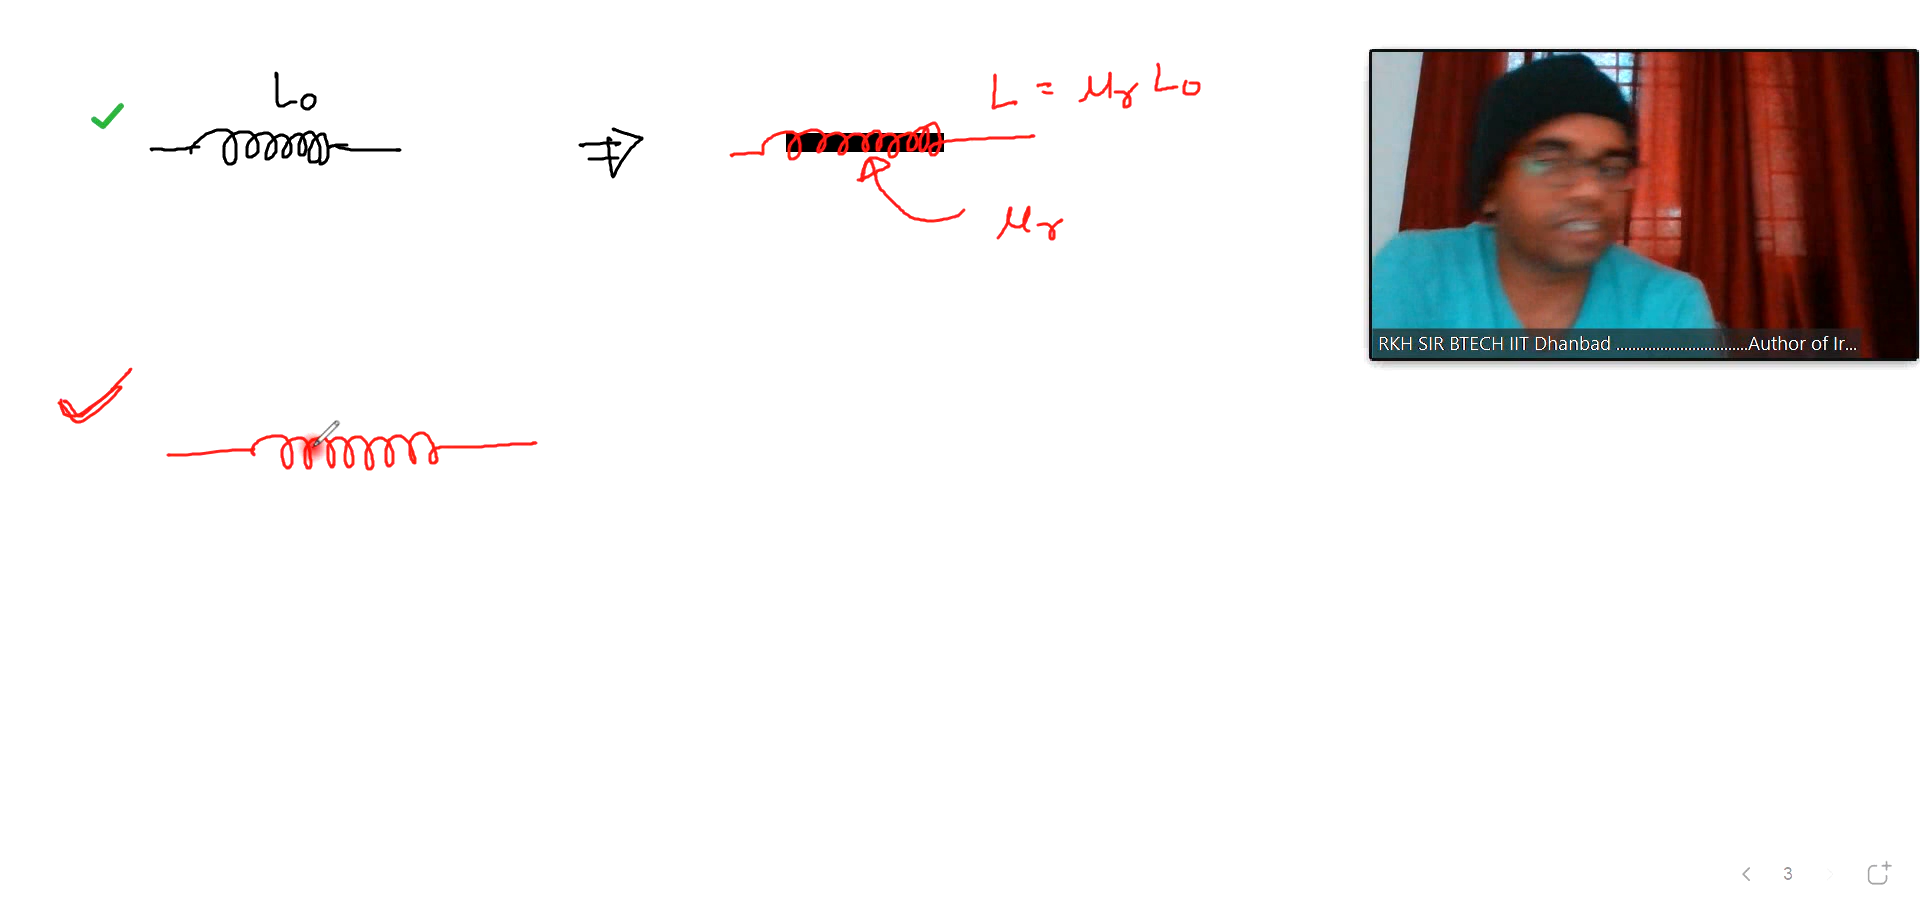 L₀
L = μᵣ L₀
μᵣ
RKH SIR BTECH IIT Dhanbad .................................Author of Ir...
3